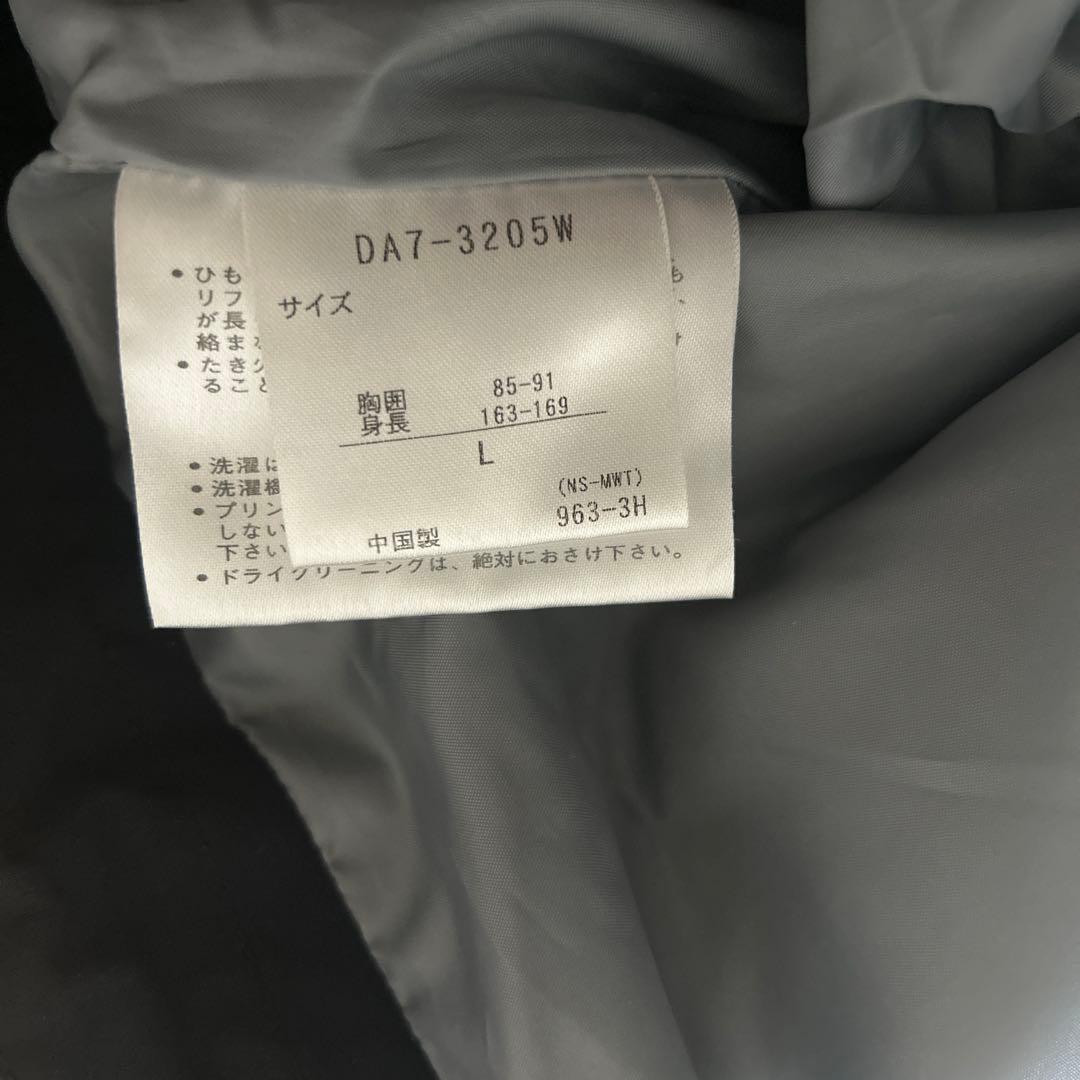 DA7-3205W
サイズ
胸囲 85-91
身長 163-169
L
(NS-MWT)
963-3H
中国製
•ひも
リフ
が長
絡ま
•たき
るこ
も
•洗濯は
•洗濯機
•プリン
しない
下さい
•ドライクリーニングは、絶対におさけ下さい。